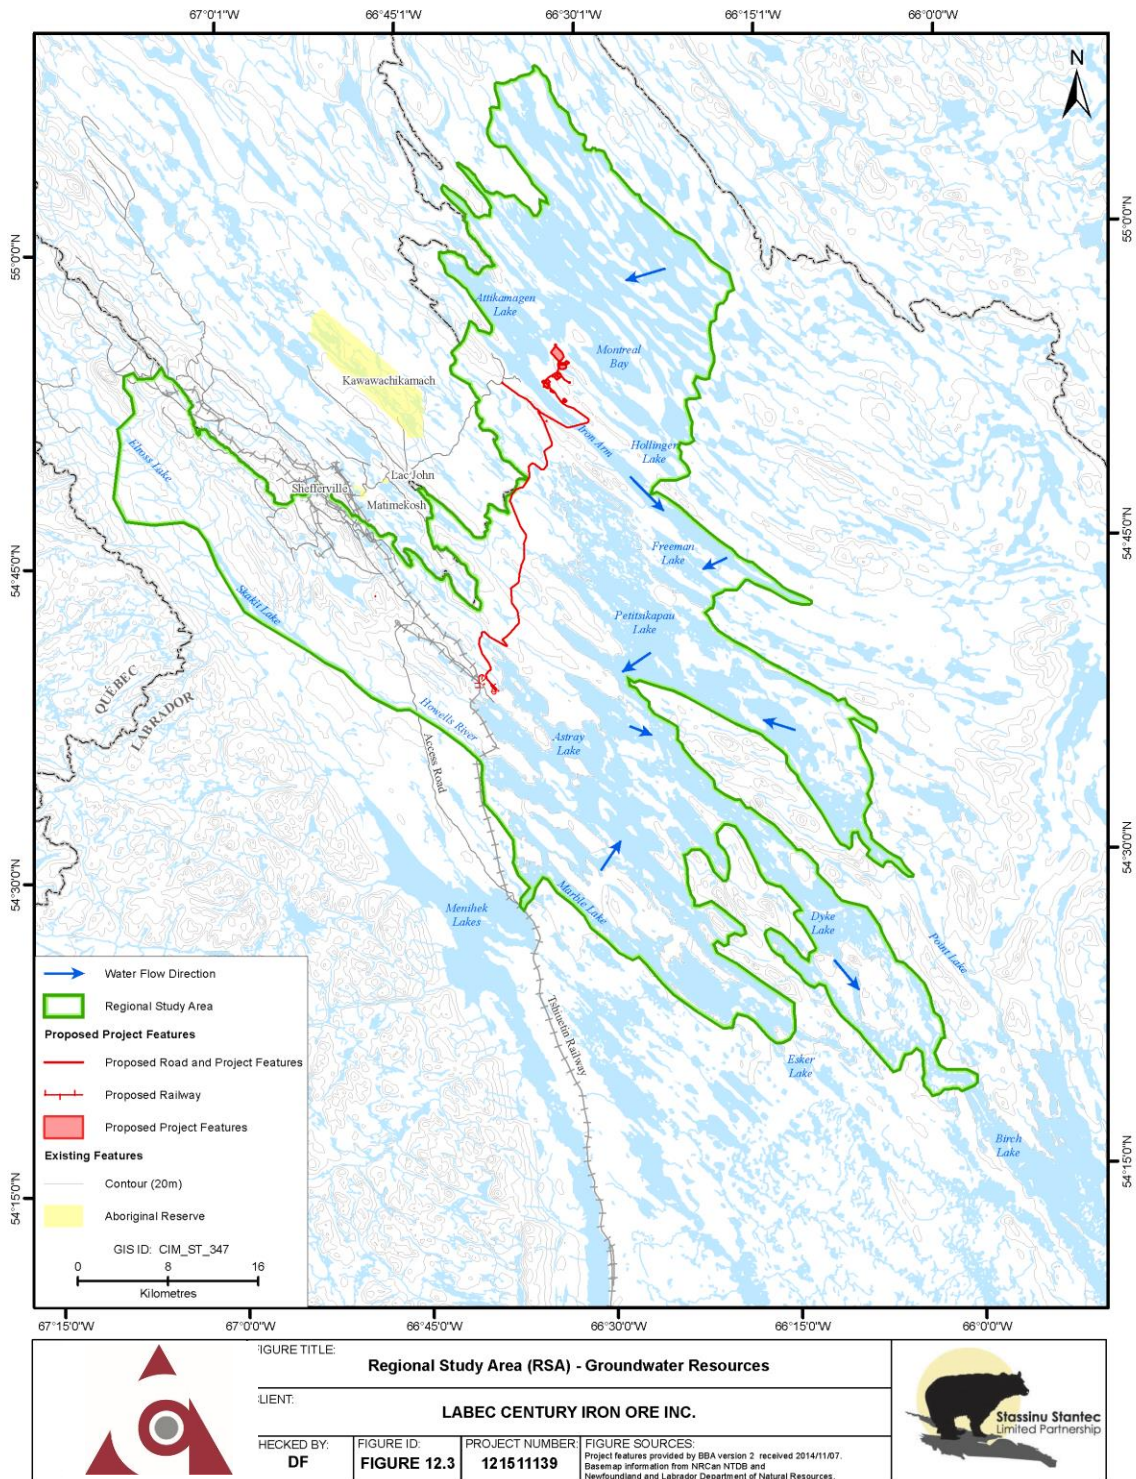 67°0'1"W
66°45'1"W
66°30'1"W
66°15'1"W
66°0'0"W
N
55°0'0"N
55°0'0"N
Attikamagen
Lake
Montreal
Bay
Kawawachikamach
Iron Arm
Hollinger
Lake
Elross Lake
Lac John
Schefferville
Matimekosh
54°45'0"N
54°45'0"N
Freeman
Lake
Skakit Lake
Petitsikapau
Lake
QUÉBEC
LABRADOR
Howells River
Astray
Lake
Access Road
54°30'0"N
54°30'0"N
Marble Lake
Menihek
Lakes
Dyke
Lake
Point Lake
Tshiuetin Railway
Esker
Lake
Birch
Lake
54°15'0"N
54°15'0"N
Water Flow Direction
Regional Study Area
Proposed Project Features
Proposed Road and Project Features
Proposed Railway
Proposed Project Features
Existing Features
Contour (20m)
Aboriginal Reserve
GIS ID: CIM_ST_347
0 8 16
Kilometres
67°15'0"W
67°0'0"W
66°45'0"W
66°30'0"W
66°15'0"W
66°0'0"W
FIGURE TITLE:
Regional Study Area (RSA) - Groundwater Resources
CLIENT:
LABEC CENTURY IRON ORE INC.
HECKED BY:
DF
FIGURE ID:
FIGURE 12.3
PROJECT NUMBER:
121511139
FIGURE SOURCES:
Project features provided by BBA version 2 received 2014/11/07.
Basemap information from NRCan NTDB and
Newfoundland and Labrador Department of Natural Resources.
Stassinu Stantec
Limited Partnership